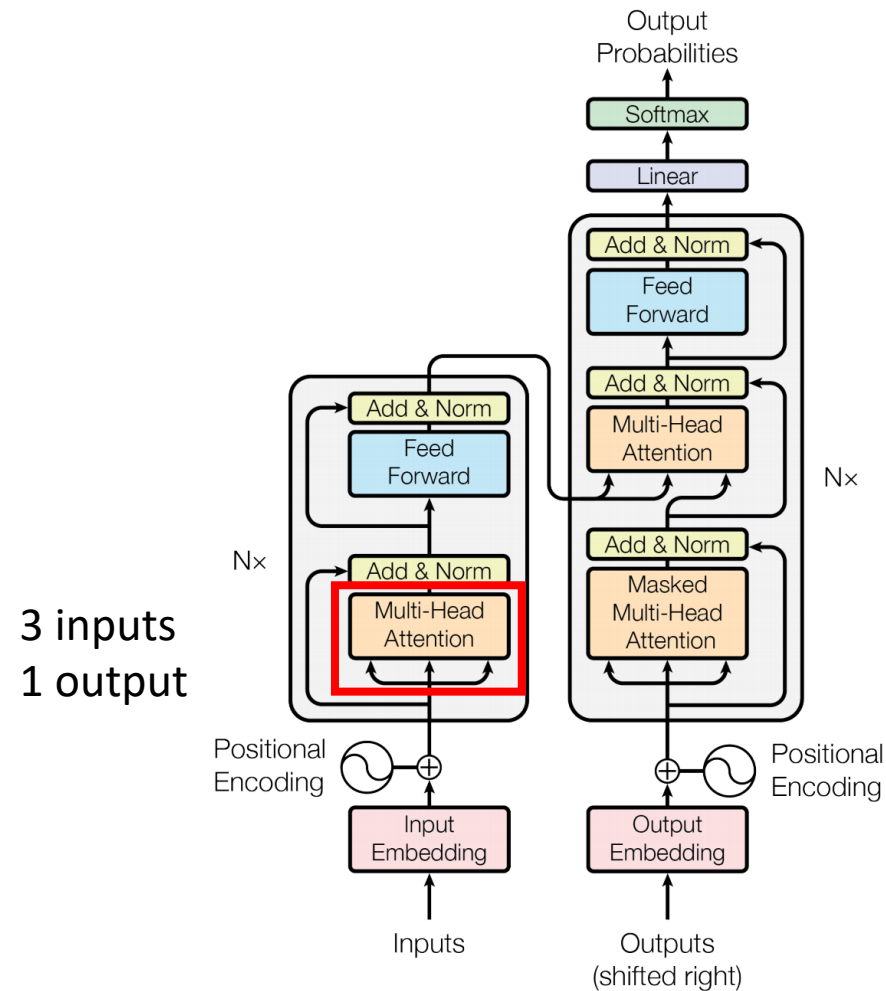 Output
Probabilities
Softmax
Linear
Add & Norm
Feed
Forward
Add & Norm
Multi-Head
Attention
Nx
Add & Norm
Masked
Multi-Head
Attention
Add & Norm
Feed
Forward
Nx
Add & Norm
Multi-Head
Attention
3 inputs
1 output
Positional
Encoding
Positional
Encoding
Input
Embedding
Output
Embedding
Inputs
Outputs
(shifted right)